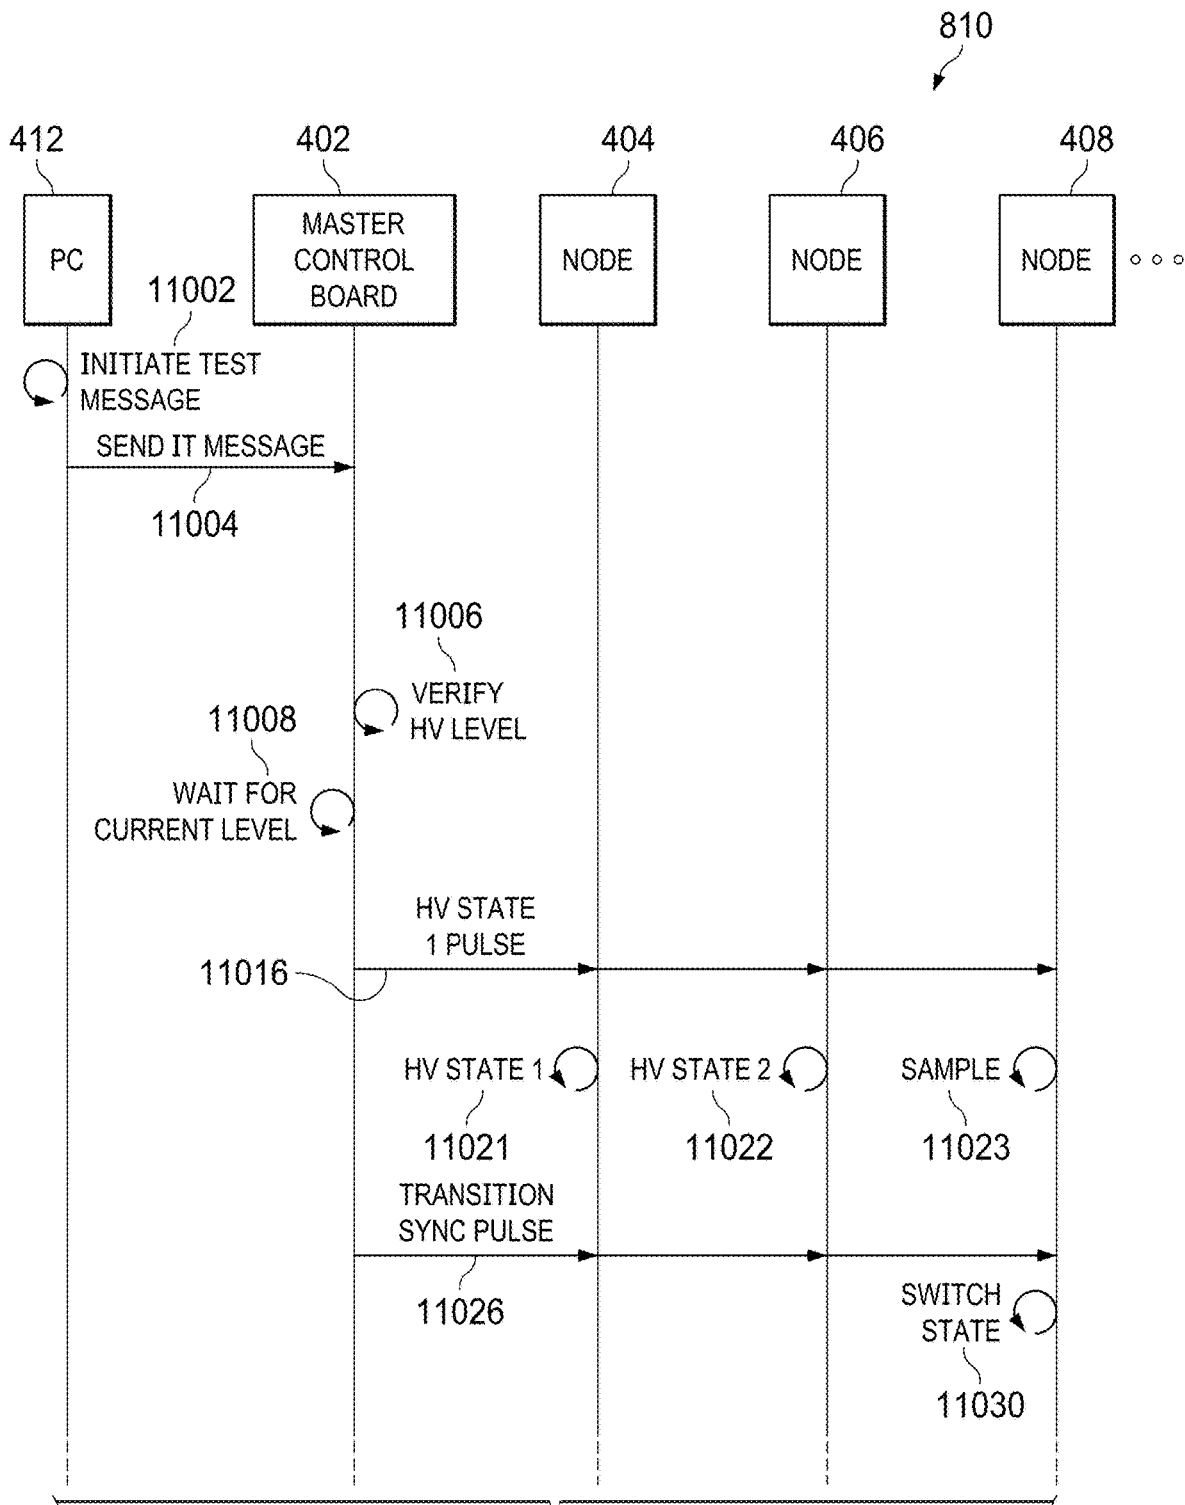 810
412
402
404
406
408
PC
MASTER
CONTROL
BOARD
NODE
NODE
NODE
11002
INITIATE TEST
MESSAGE
SEND IT MESSAGE
11004
11006
VERIFY
HV LEVEL
11008
WAIT FOR
CURRENT LEVEL
HV STATE
1 PULSE
11016
HV STATE 1
HV STATE 2
SAMPLE
11021
11022
11023
TRANSITION
SYNC PULSE
11026
SWITCH
STATE
11030